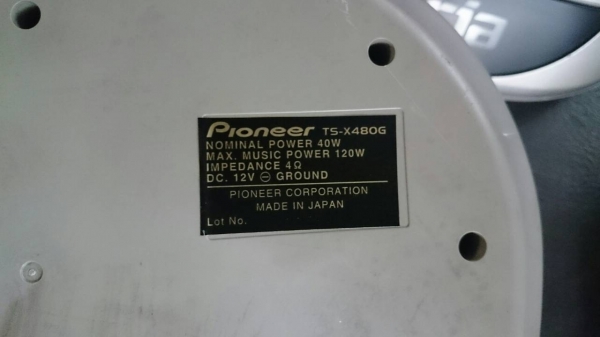 Pioneer TS-X480G
NOMINAL POWER 40W
MAX. MUSIC POWER 120W
IMPEDANCE 4Ω
DC. 12V ⊖ GROUND
PIONEER CORPORATION
MADE IN JAPAN
Lot No.